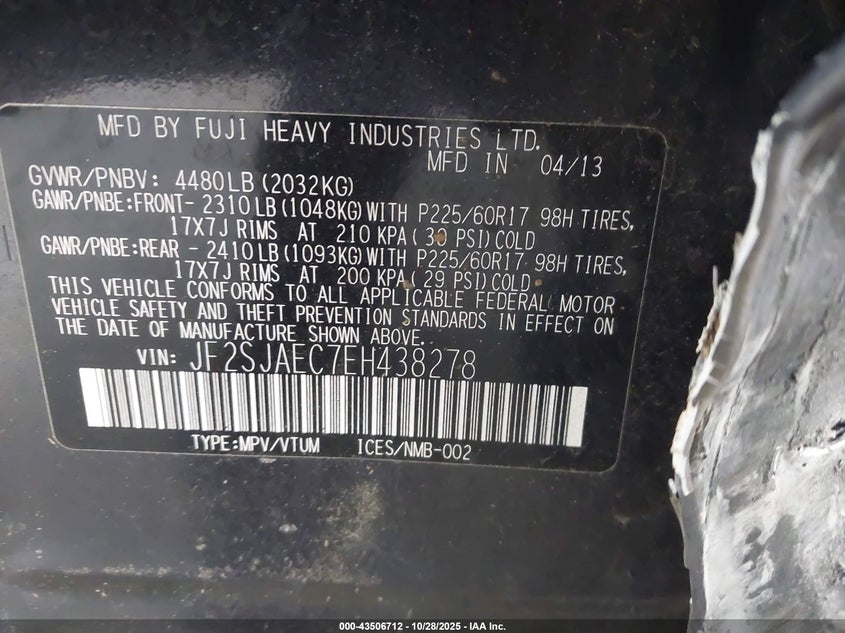 MFD BY FUJI HEAVY INDUSTRIES LTD.
MFD IN 04/13
GVWR/PNBV: 4480LB(2032KG)
GAWR/PNBE:FRONT- 2310LB(1048KG)WITH P225/60R17 98H TIRES,
17X7J RIMS AT 210 KPA(30 PSI)COLD
GAWR/PNBE:REAR - 2410LB(1093KG)WITH P225/60R17 98H TIRES,
17X7J RIMS AT 200 KPA(29 PSI)COLD
THIS VEHICLE CONFORMS TO ALL APPLICABLE FEDERAL MOTOR
VEHICLE SAFETY AND THEFT PREVENTION STANDARDS IN EFFECT ON
THE DATE OF MANUFACTURE SHOWN ABOVE.
VIN: JF2SJAEC7EH438278
TYPE:MPV/VTUM ICES/NMB-002
000-43506712 - 10/28/2025 - IAA Inc.